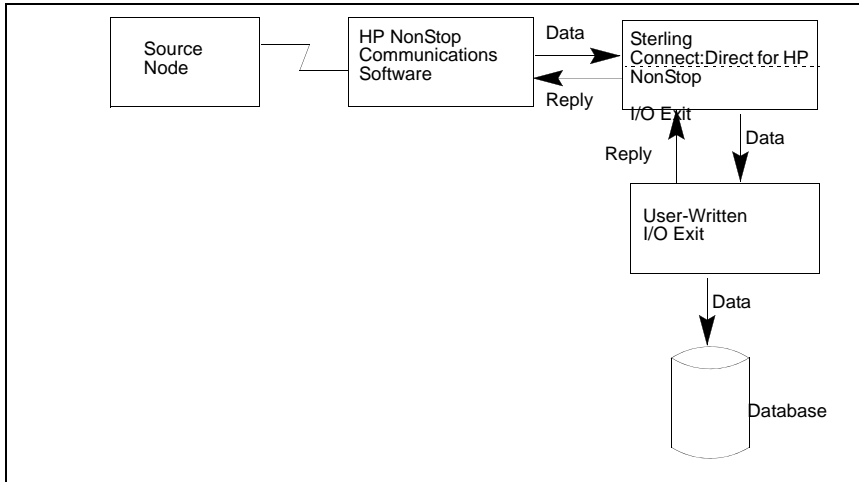 Source
Node
HP NonStop
Communications
Software
Data
Reply
Sterling
Connect:Direct for HP
NonStop
I/O Exit
Reply
Data
User-Written
I/O Exit
Data
Database